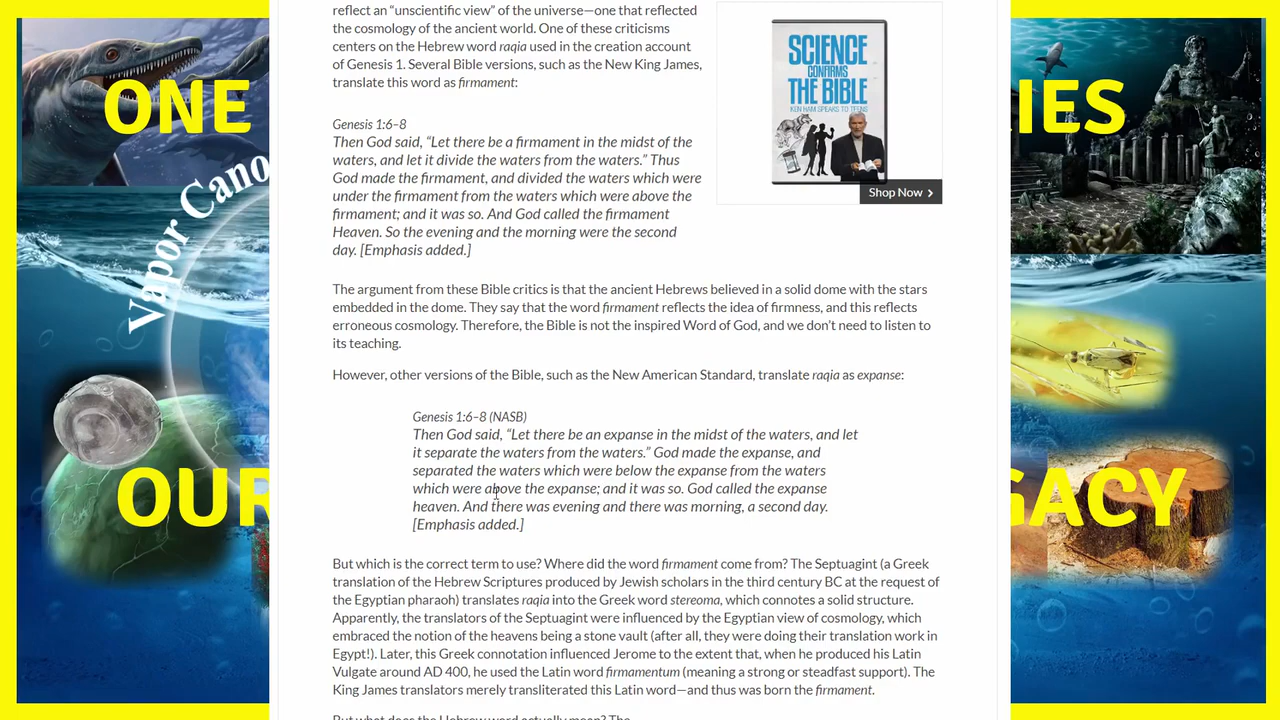 reflect an “unscientific view” of the universe—one that reflected
the cosmology of the ancient world. One of these criticisms
centers on the Hebrew word raqia used in the creation account
of Genesis 1. Several Bible versions, such as the New King James,
translate this word as firmament:
Genesis 1:6–8
Then God said, “Let there be a firmament in the midst of the
waters, and let it divide the waters from the waters.” Thus
God made the firmament, and divided the waters which were
under the firmament from the waters which were above the
firmament; and it was so. And God called the firmament
Heaven. So the evening and the morning were the second
day. [Emphasis added.]
SCIENCE
CONFIRMS
THE BIBLE
KEN HAM SPEAKS TO TEENS
Shop Now
The argument from these Bible critics is that the ancient Hebrews believed in a solid dome with the stars
embedded in the dome. They say that the word firmament reflects the idea of firmness, and this reflects
erroneous cosmology. Therefore, the Bible is not the inspired Word of God, and we don’t need to listen to
its teaching.
However, other versions of the Bible, such as the New American Standard, translate raqia as expanse:
Genesis 1:6–8 (NASB)
Then God said, “Let there be an expanse in the midst of the waters, and let
it separate the waters from the waters.” God made the expanse, and
separated the waters which were below the expanse from the waters
which were above the expanse; and it was so. God called the expanse
heaven. And there was evening and there was morning, a second day.
[Emphasis added.]
But which is the correct term to use? Where did the word firmament come from? The Septuagint (a Greek
translation of the Hebrew Scriptures produced by Jewish scholars in the third century BC at the request of
the Egyptian pharaoh) translates raqia into the Greek word stereoma, which connotes a solid structure.
Apparently, the translators of the Septuagint were influenced by the Egyptian view of cosmology, which
embraced the notion of the heavens being a stone vault (after all, they were doing their translation work in
Egypt!). Later, this Greek connotation influenced Jerome to the extent that, when he produced his Latin
Vulgate around AD 400, he used the Latin word firmamentum (meaning a strong or steadfast support). The
King James translators merely transliterated this Latin word—and thus was born the firmament.
But what does the Hebrew word actually mean? The
ONE
IES
Vapor Cano
OUR
GACY